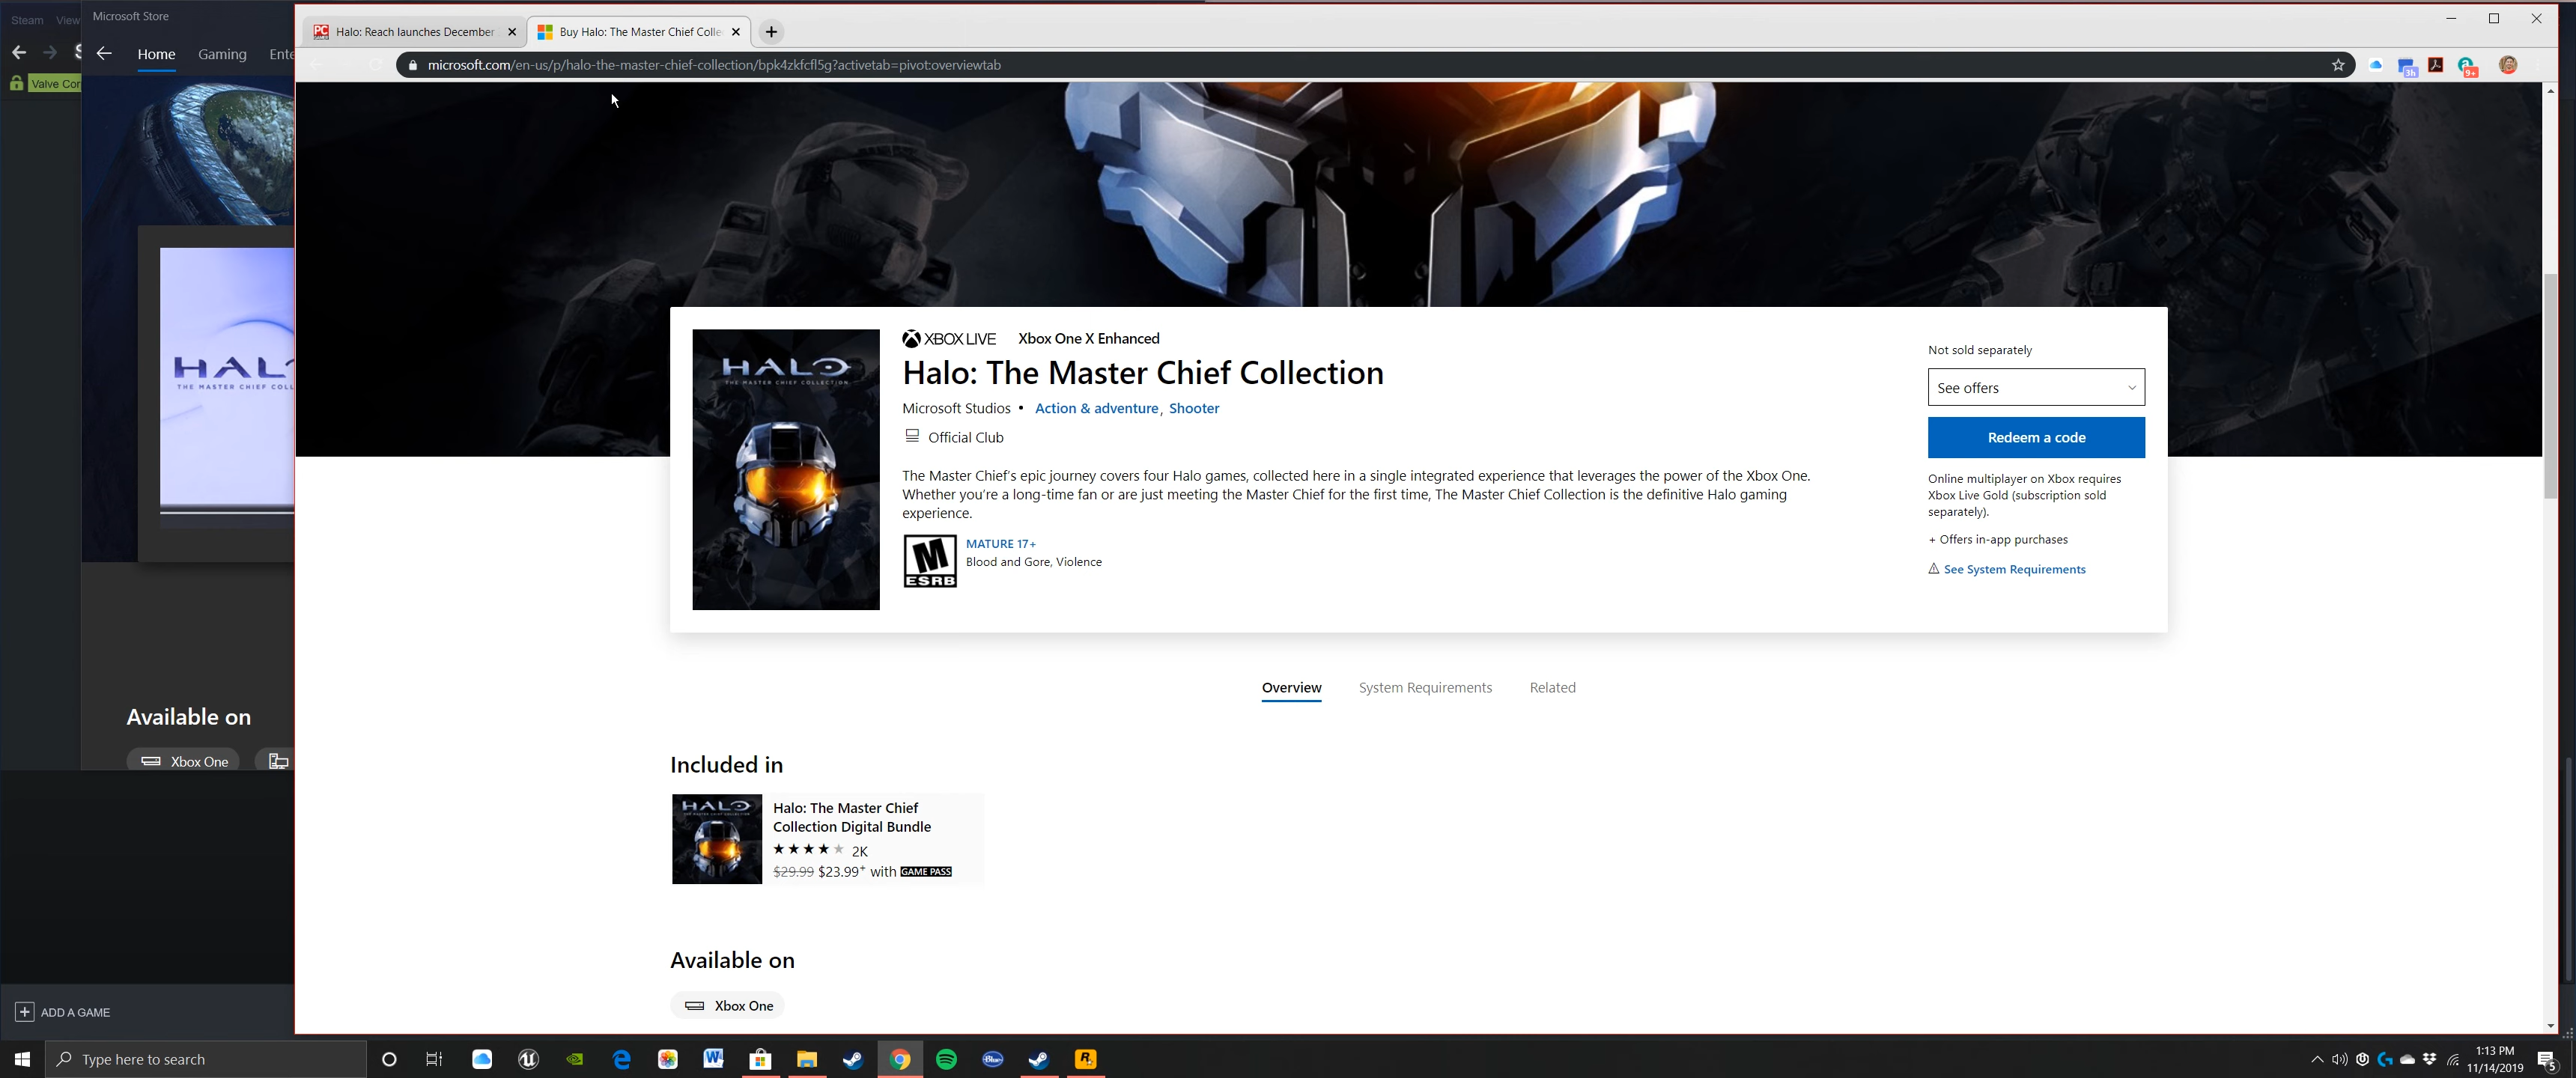 Steam View
Valve Cor
Microsoft Store
Home Gaming Ente
HALO
THE MASTER CHIEF COLL
Available on
Xbox One
ADD A GAME
Halo: Reach launches December
Buy Halo: The Master Chief Colle
microsoft.com/en-us/p/halo-the-master-chief-collection/bpk4zkfcfl5g?activetab=pivot:overviewtab
3h
9+
HALO
THE MASTER CHIEF COLLECTION
XBOX LIVE Xbox One X Enhanced
Halo: The Master Chief Collection
Microsoft Studios • Action & adventure, Shooter
Official Club
The Master Chief's epic journey covers four Halo games, collected here in a single integrated experience that leverages the power of the Xbox One.
Whether you're a long-time fan or are just meeting the Master Chief for the first time, The Master Chief Collection is the definitive Halo gaming
experience.
M
ESRB
MATURE 17+
Blood and Gore, Violence
Not sold separately
See offers
Redeem a code
Online multiplayer on Xbox requires
Xbox Live Gold (subscription sold
separately).
+ Offers in-app purchases
See System Requirements
Overview System Requirements Related
Included in
HALO
Halo: The Master Chief
Collection Digital Bundle
2K
$29.99 $23.99+ with GAME PASS
Available on
Xbox One
Type here to search
Blue
1:13 PM
11/14/2019
5